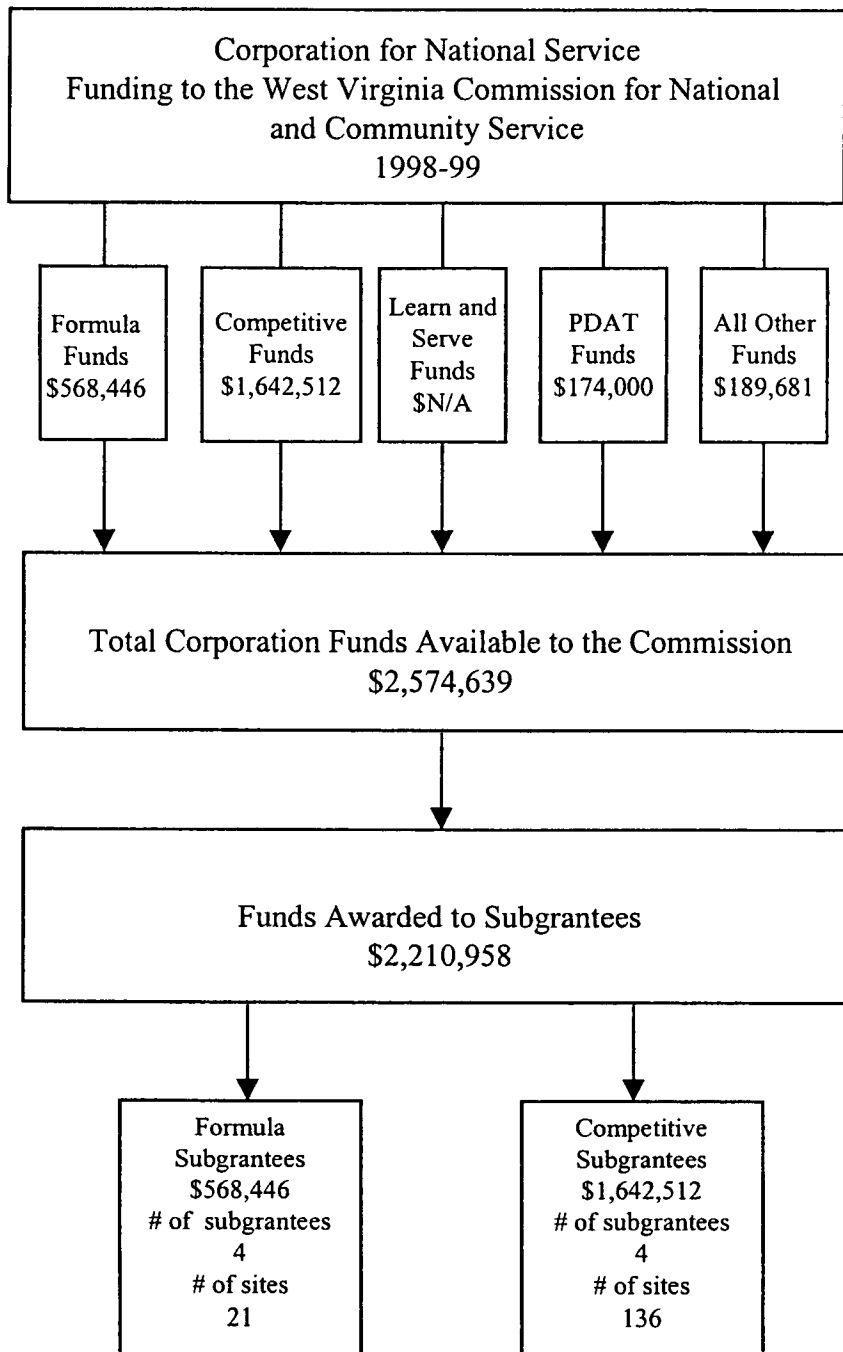 Corporation for National Service
Funding to the West Virginia Commission for National
and Community Service
1998-99
Formula
Funds
$568,446
Competitive
Funds
$1,642,512
Learn and
Serve
Funds
$N/A
PDAT
Funds
$174,000
All Other
Funds
$189,681
Total Corporation Funds Available to the Commission
$2,574,639
Funds Awarded to Subgrantees
$2,210,958
Formula
Subgrantees
$568,446
# of subgrantees
4
# of sites
21
Competitive
Subgrantees
$1,642,512
# of subgrantees
4
# of sites
136